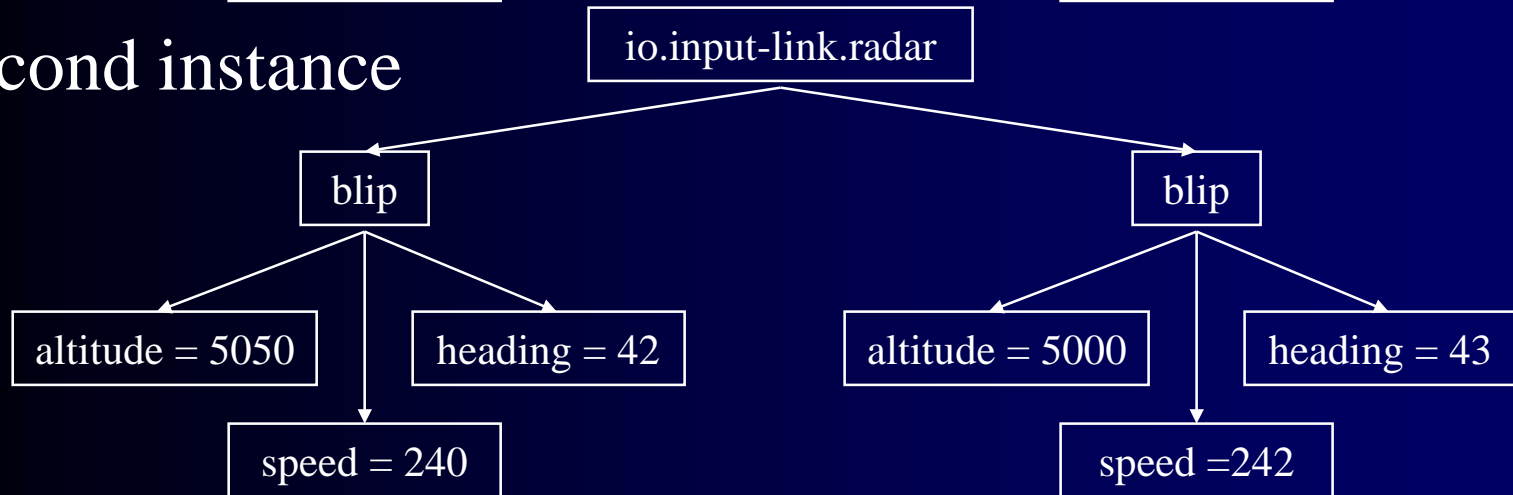 io.input-link.radar
cond instance
blip
blip
altitude = 5050
heading = 42
altitude = 5000
heading = 43
speed = 240
speed =242